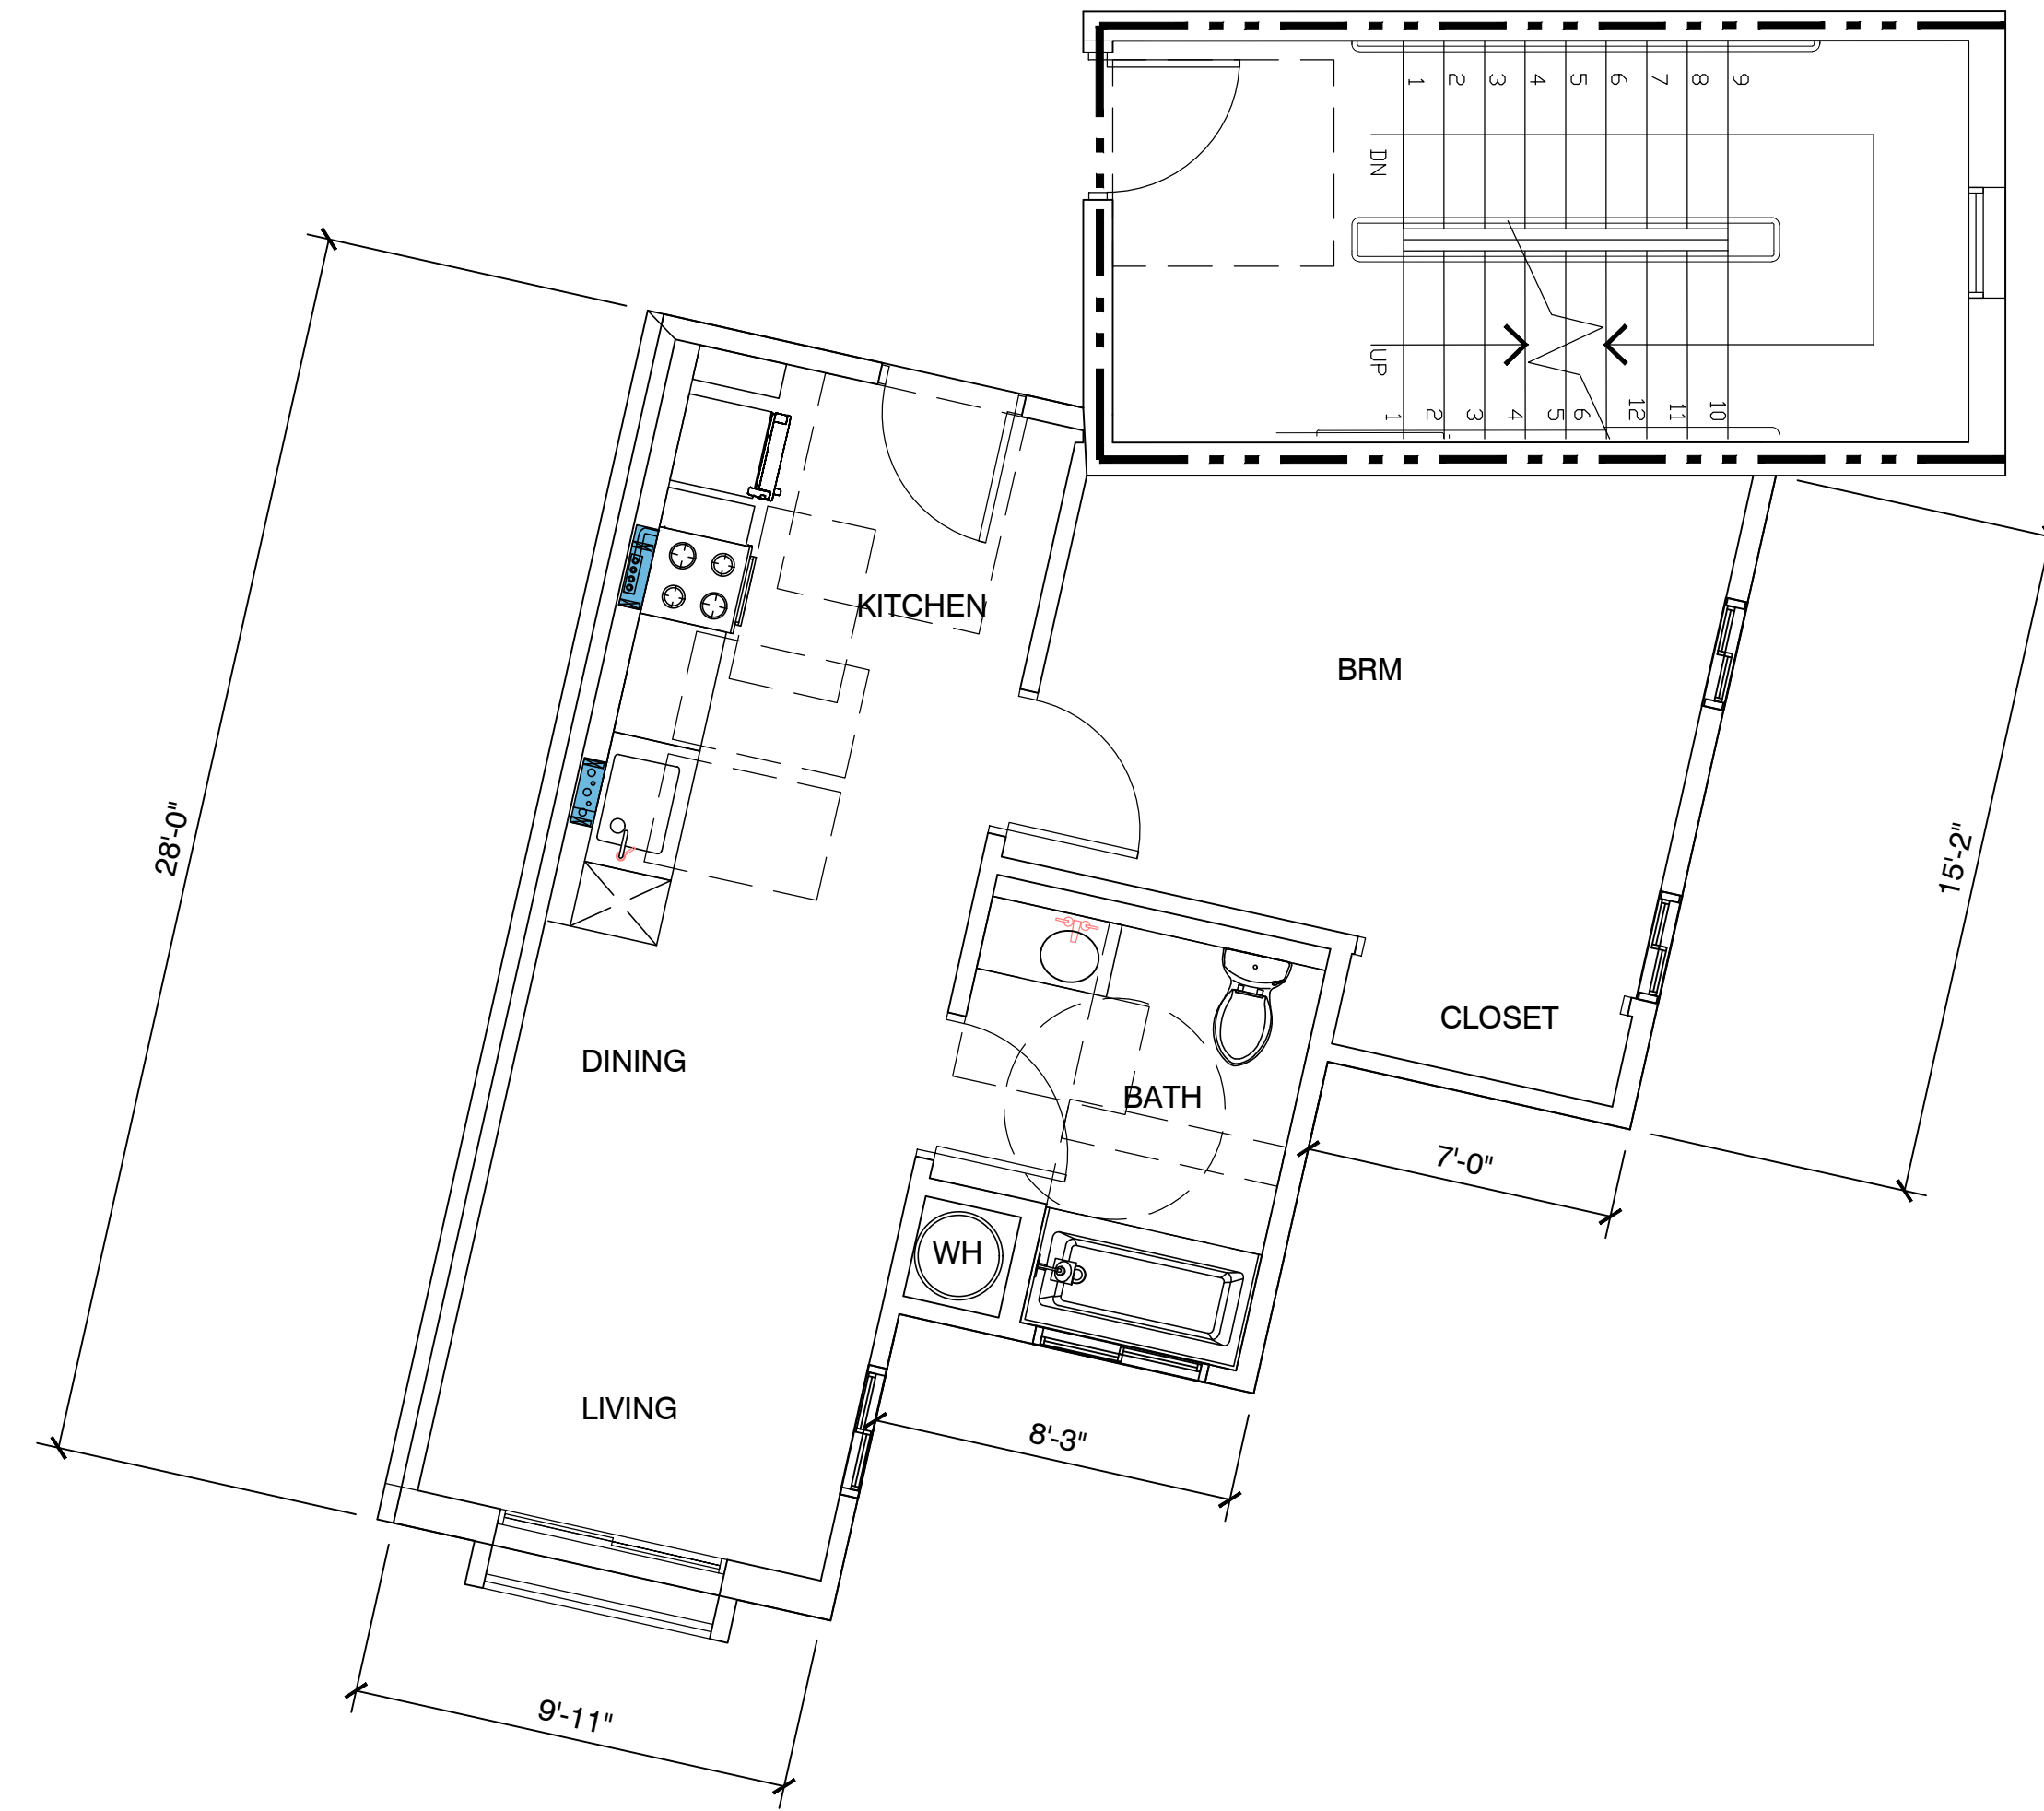 1 2 3 4 5 6 7 8 9
DN
UP
1 2 3 4 5 6 12 11 10
KITCHEN
BRM
28'-0"
15'-2"
CLOSET
DINING
BATH
7'-0"
WH
LIVING
8'-3"
9'-11"